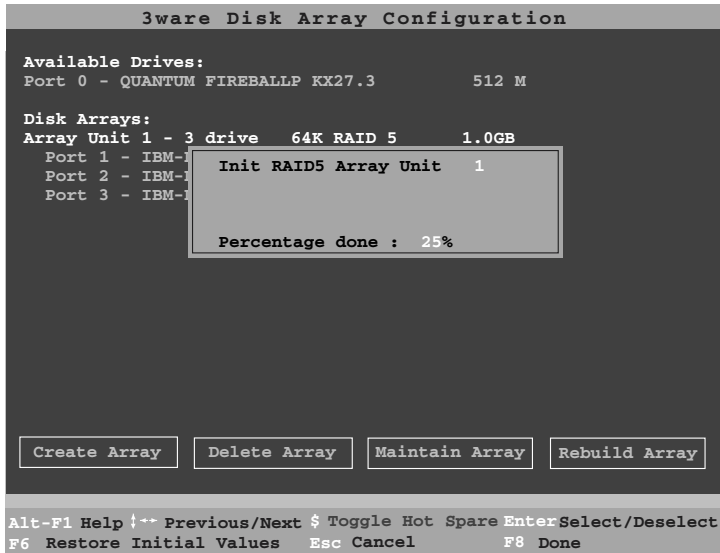 3ware Disk Array Configuration
Available Drives:
Port 0 - QUANTUM FIREBALLP KX27.3 512 M
Disk Arrays:
Array Unit 1 - 3 drive 64K RAID 5 1.0GB
Port 1 - IBM-
Port 2 - IBM-
Port 3 - IBM-
Init RAID5 Array Unit 1
Percentage done : 25%
Create Array Delete Array Maintain Array Rebuild Array
Alt-F1 Help ↕↔ Previous/Next $ Toggle Hot Spare Enter Select/Deselect
F6 Restore Initial Values Esc Cancel F8 Done